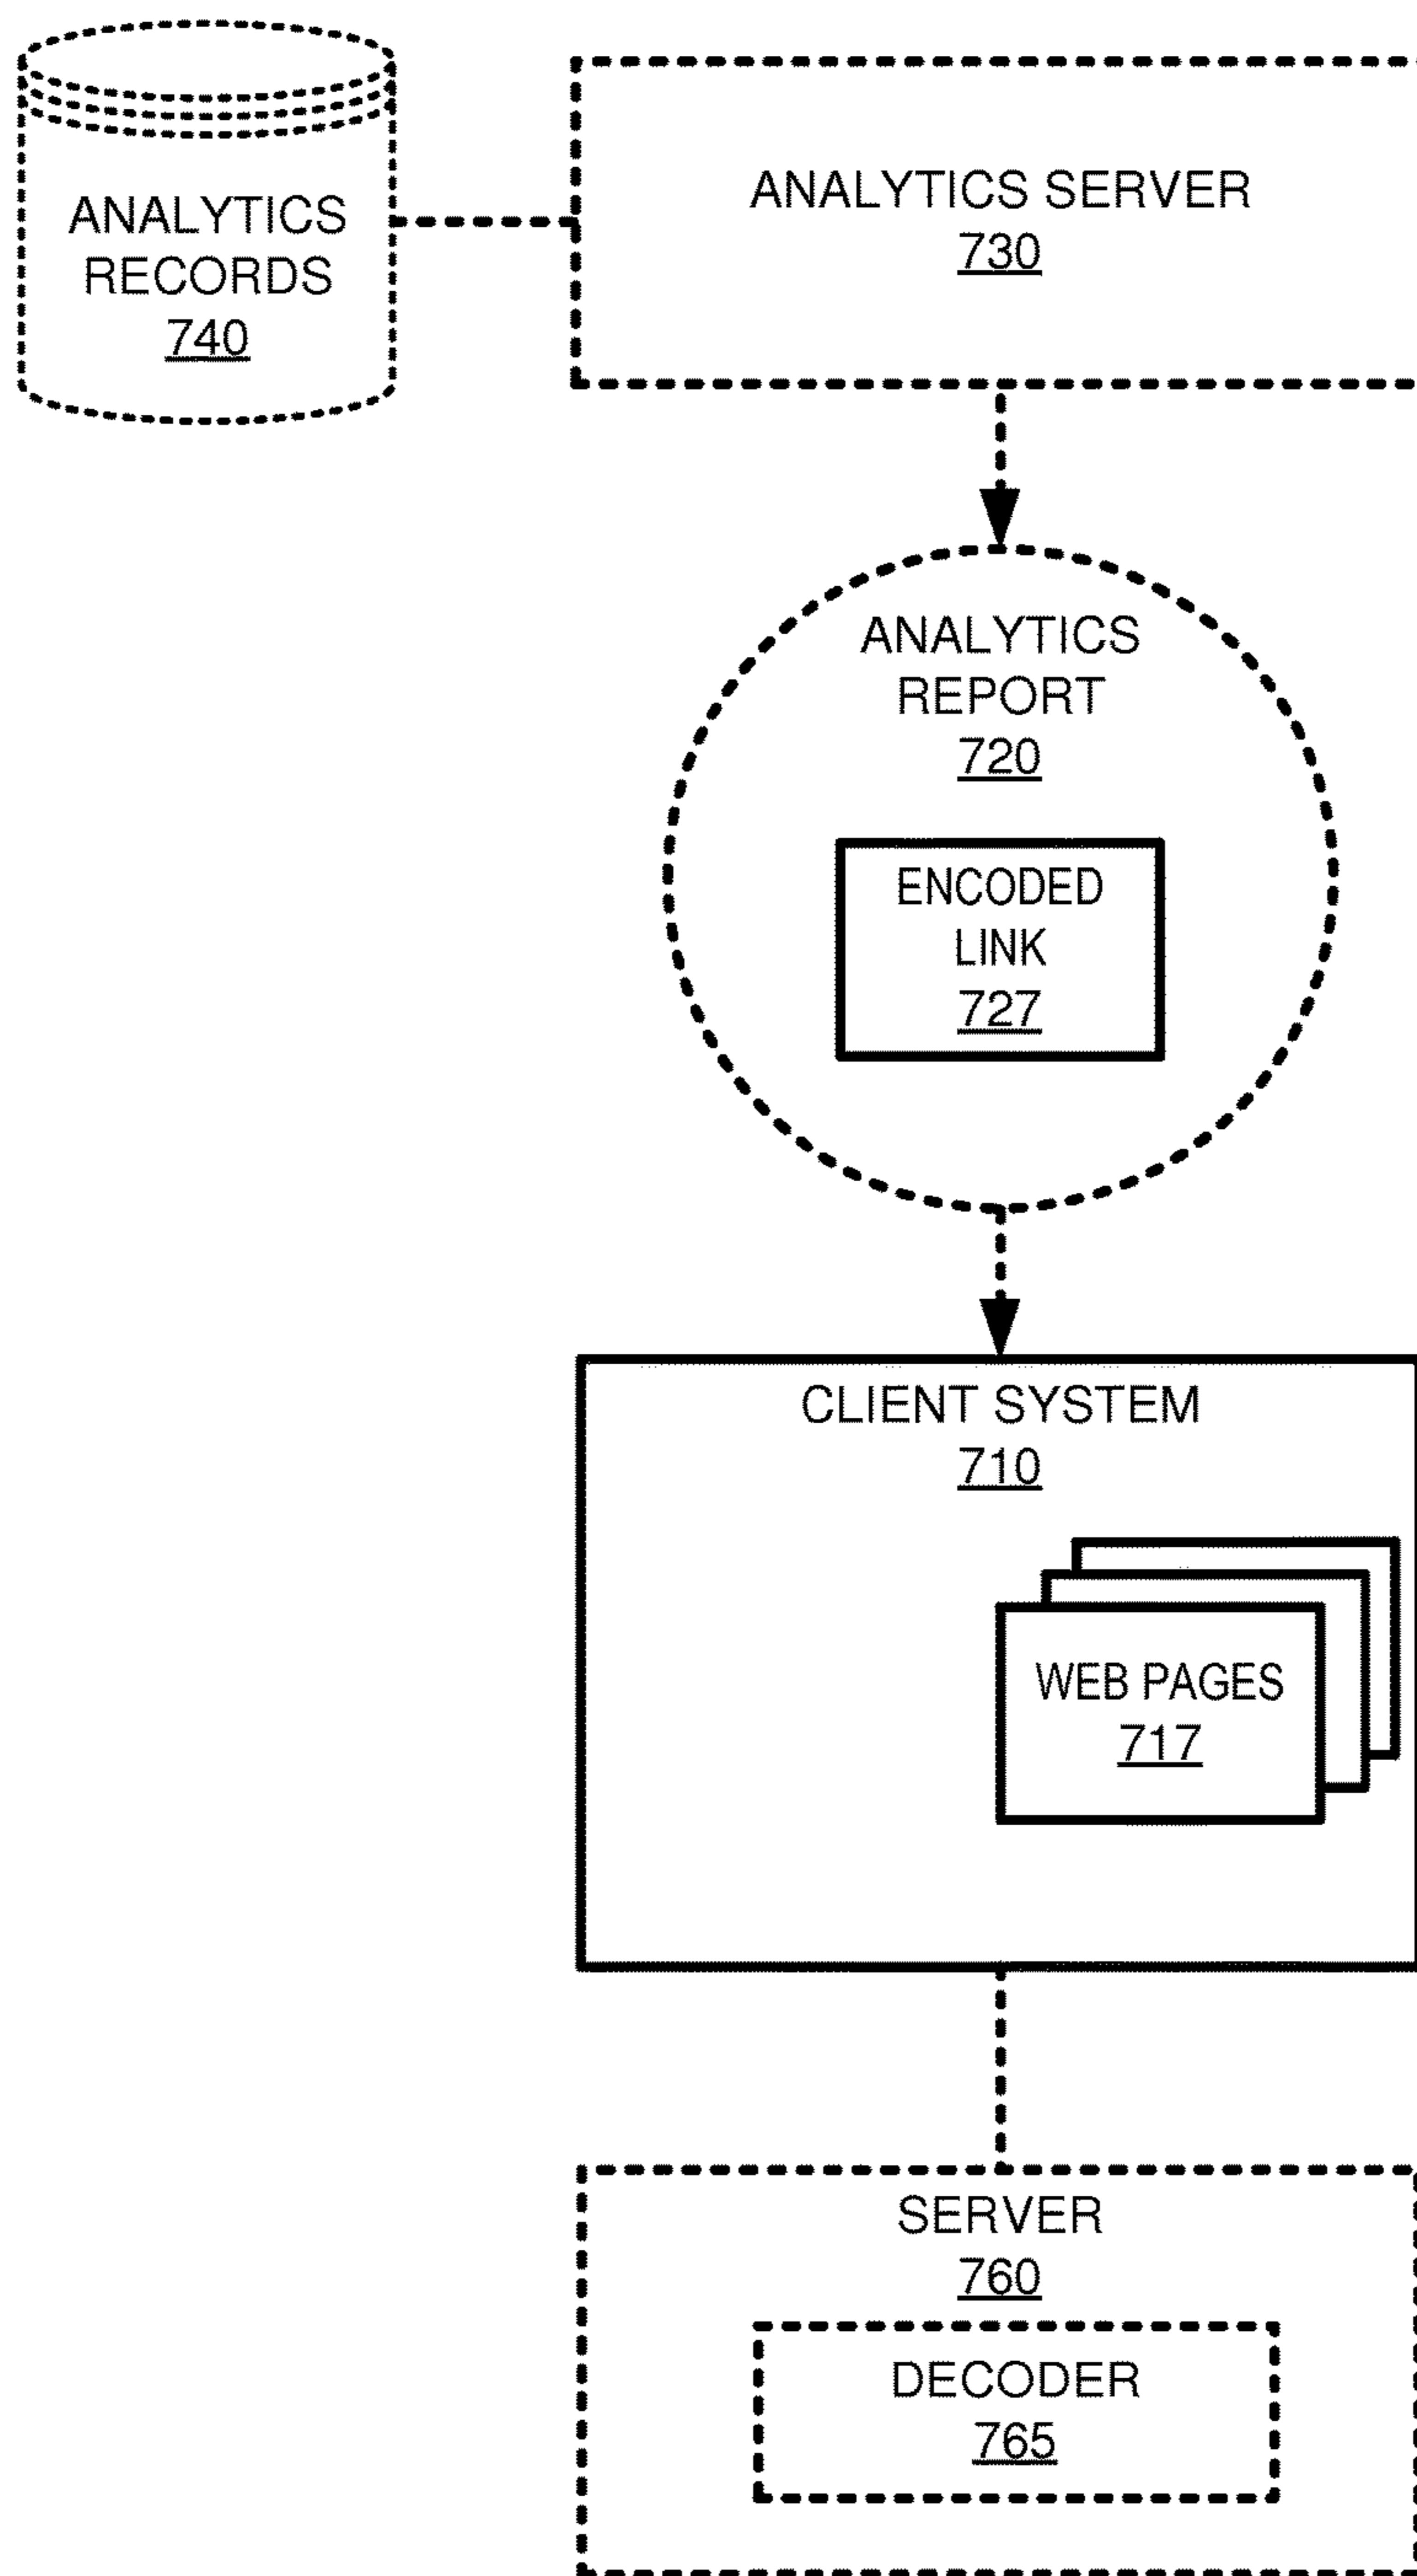 ANALYTICS
RECORDS
740
ANALYTICS SERVER
730
ANALYTICS
REPORT
720
ENCODED
LINK
727
CLIENT SYSTEM
710
WEB PAGES
717
SERVER
760
DECODER
765